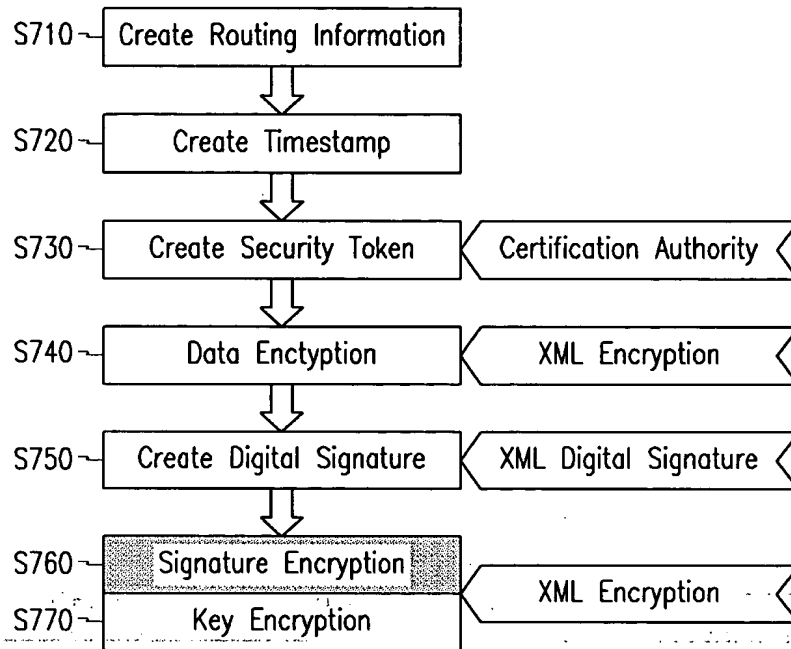 S710 Create Routing Information
S720 Create Timestamp
S730 Create Security Token Certification Authority
S740 Data Enctyption XML Encryption
S750 Create Digital Signature XML Digital Signature
S760 Signature Encryption
XML Encryption
S770 Key Encryption